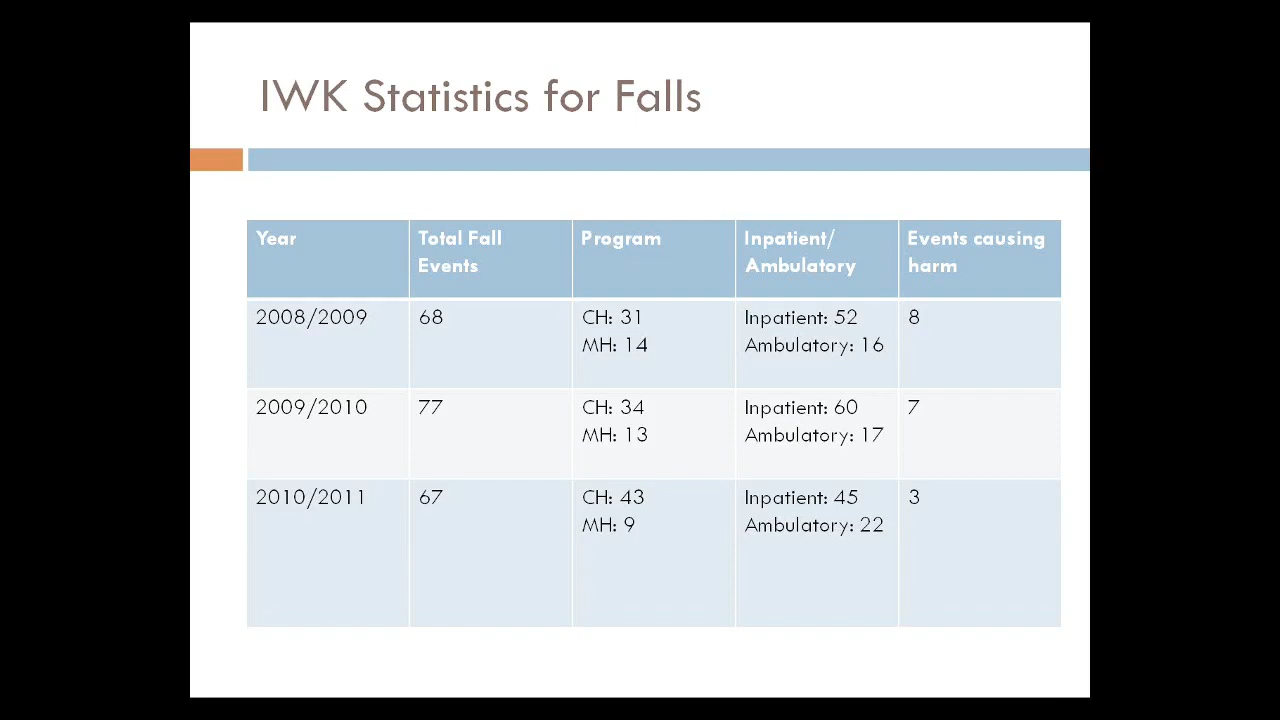 IWK Statistics for Falls
Year
Total Fall
Events
Program
Inpatient/
Ambulatory
Events causing
harm
2008/2009
68
CH: 31
MH: 14
Inpatient: 52
Ambulatory: 16
8
2009/2010
77
CH: 34
MH: 13
Inpatient: 60
Ambulatory: 17
7
2010/2011
67
CH: 43
MH: 9
Inpatient: 45
Ambulatory: 22
3